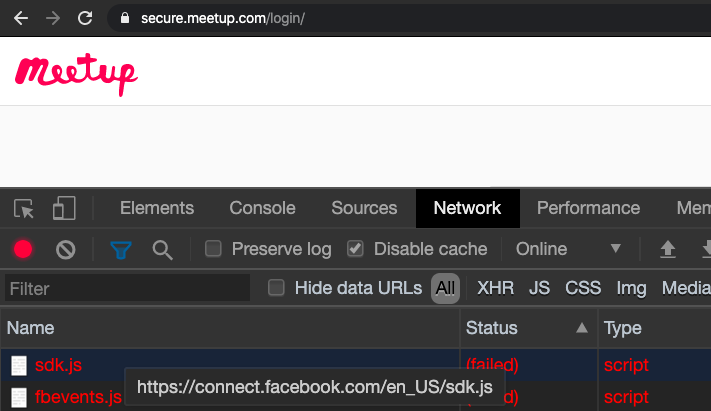 secure.meetup.com/login/
meetup
Elements Console Sources Network Performance Mem
Preserve log Disable cache Online
Filter Hide data URLs All XHR JS CSS Img Media
Name Status Type
sdk.js (failed) script
https://connect.facebook.com/en_US/sdk.js
fbevents.js script